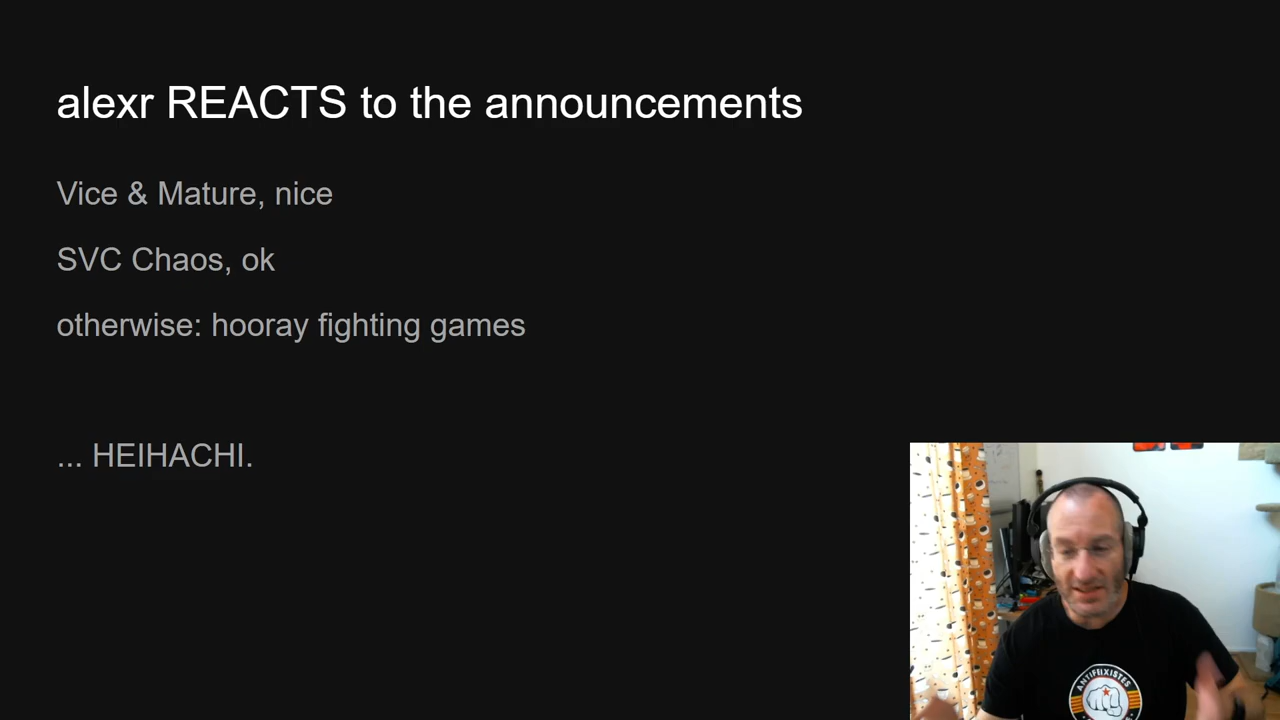 alexr REACTS to the announcements
Vice & Mature, nice
SVC Chaos, ok
otherwise: hooray fighting games
... HEIHACHI.
ANTIFEIXISTES